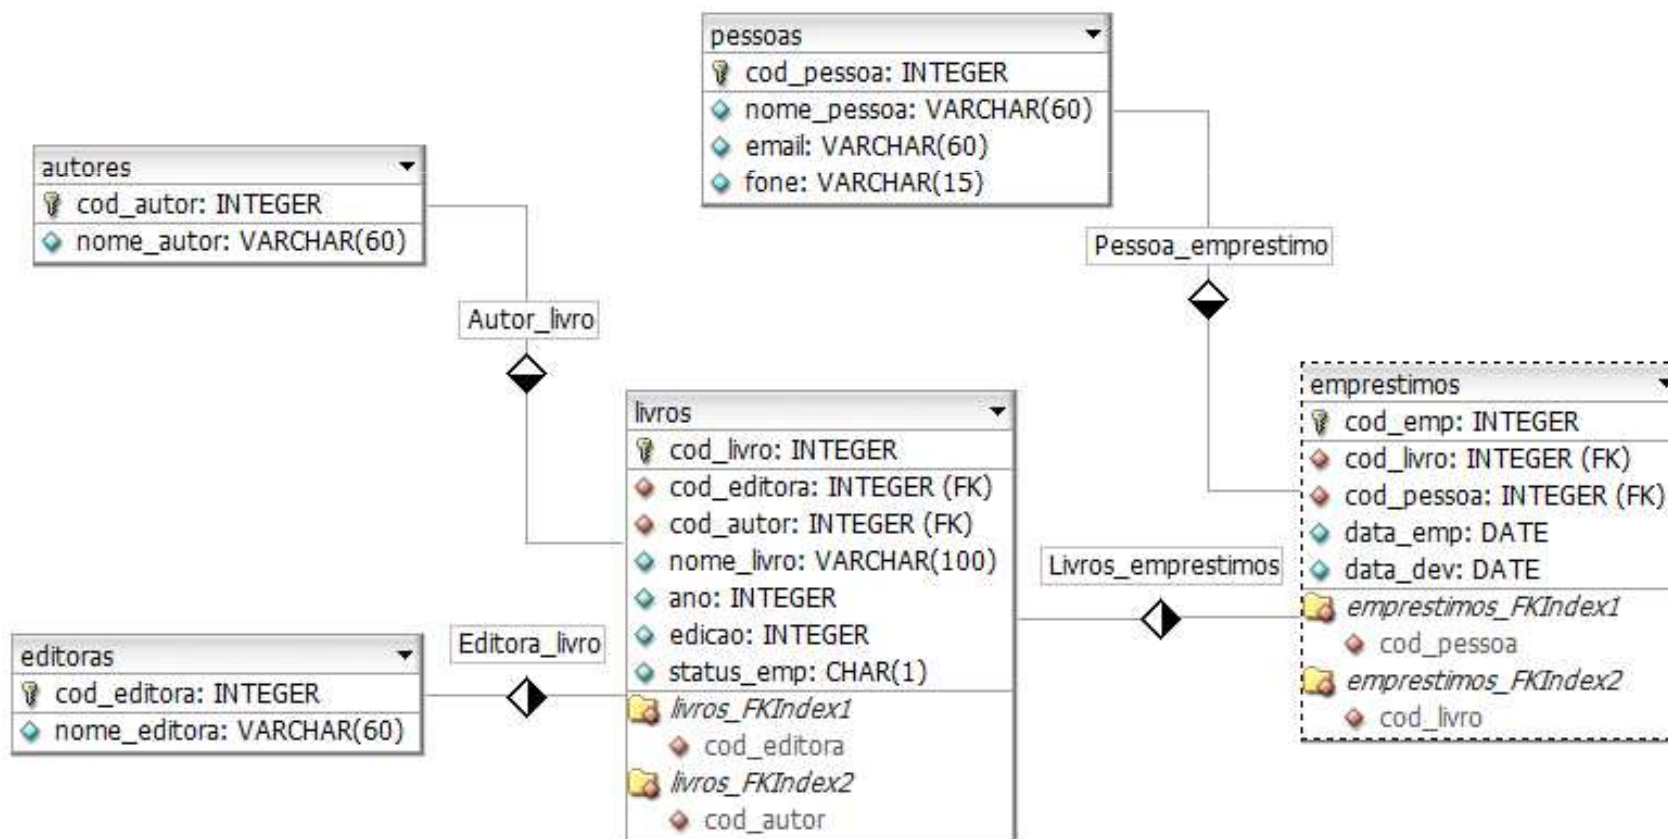 pessoas
cod_pessoa: INTEGER
nome_pessoa: VARCHAR(60)
email: VARCHAR(60)
fone: VARCHAR(15)
autores
cod_autor: INTEGER
nome_autor: VARCHAR(60)
Pessoa_emprestimo
Autor_livro
livros
cod_livro: INTEGER
cod_editora: INTEGER (FK)
cod_autor: INTEGER (FK)
nome_livro: VARCHAR(100)
ano: INTEGER
edicao: INTEGER
status_emp: CHAR(1)
livros_FKIndex1
cod_editora
livros_FKIndex2
cod_autor
emprestimos
cod_emp: INTEGER
cod_livro: INTEGER (FK)
cod_pessoa: INTEGER (FK)
data_emp: DATE
data_dev: DATE
emprestimos_FKIndex1
cod_pessoa
emprestimos_FKIndex2
cod_livro
Livros_emprestimos
Editora_livro
editoras
cod_editora: INTEGER
nome_editora: VARCHAR(60)